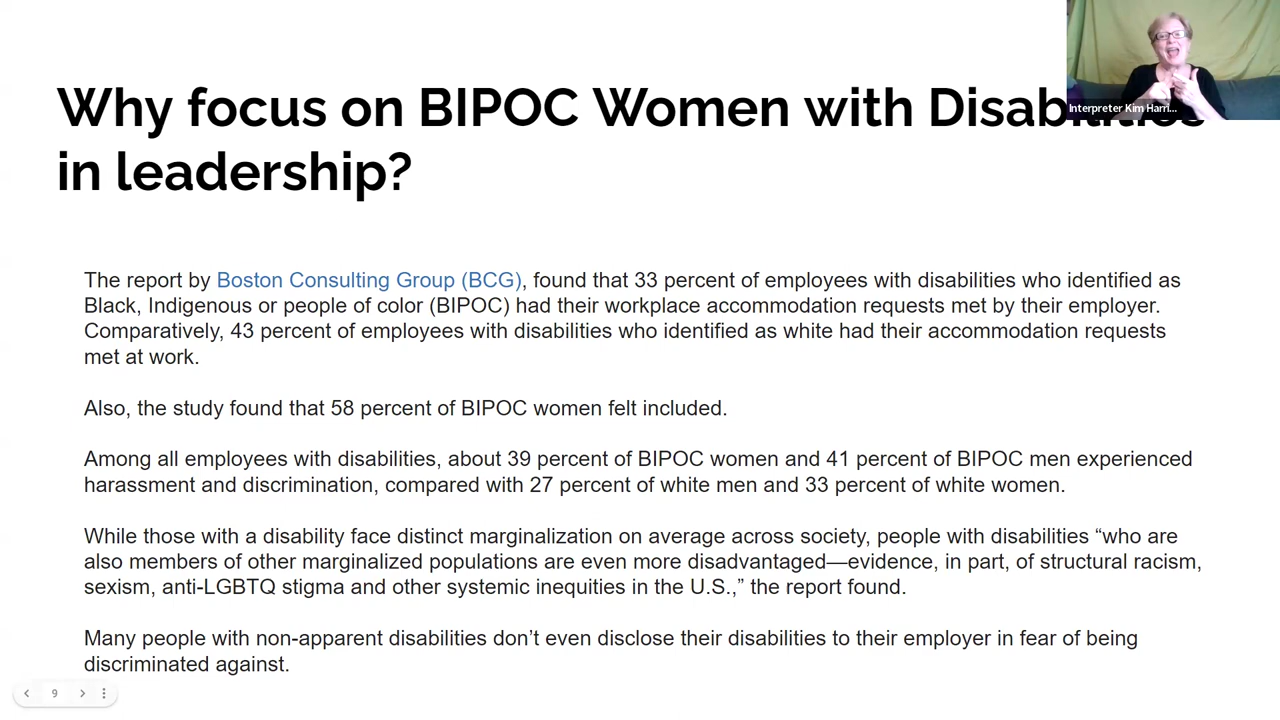 Why focus on BIPOC Women with Disabilities
in leadership?
Interpreter Kim Harri...
The report by Boston Consulting Group (BCG), found that 33 percent of employees with disabilities who identified as
Black, Indigenous or people of color (BIPOC) had their workplace accommodation requests met by their employer.
Comparatively, 43 percent of employees with disabilities who identified as white had their accommodation requests
met at work.
Also, the study found that 58 percent of BIPOC women felt included.
Among all employees with disabilities, about 39 percent of BIPOC women and 41 percent of BIPOC men experienced
harassment and discrimination, compared with 27 percent of white men and 33 percent of white women.
While those with a disability face distinct marginalization on average across society, people with disabilities “who are
also members of other marginalized populations are even more disadvantaged—evidence, in part, of structural racism,
sexism, anti-LGBTQ stigma and other systemic inequities in the U.S.,” the report found.
Many people with non-apparent disabilities don’t even disclose their disabilities to their employer in fear of being
discriminated against.
9